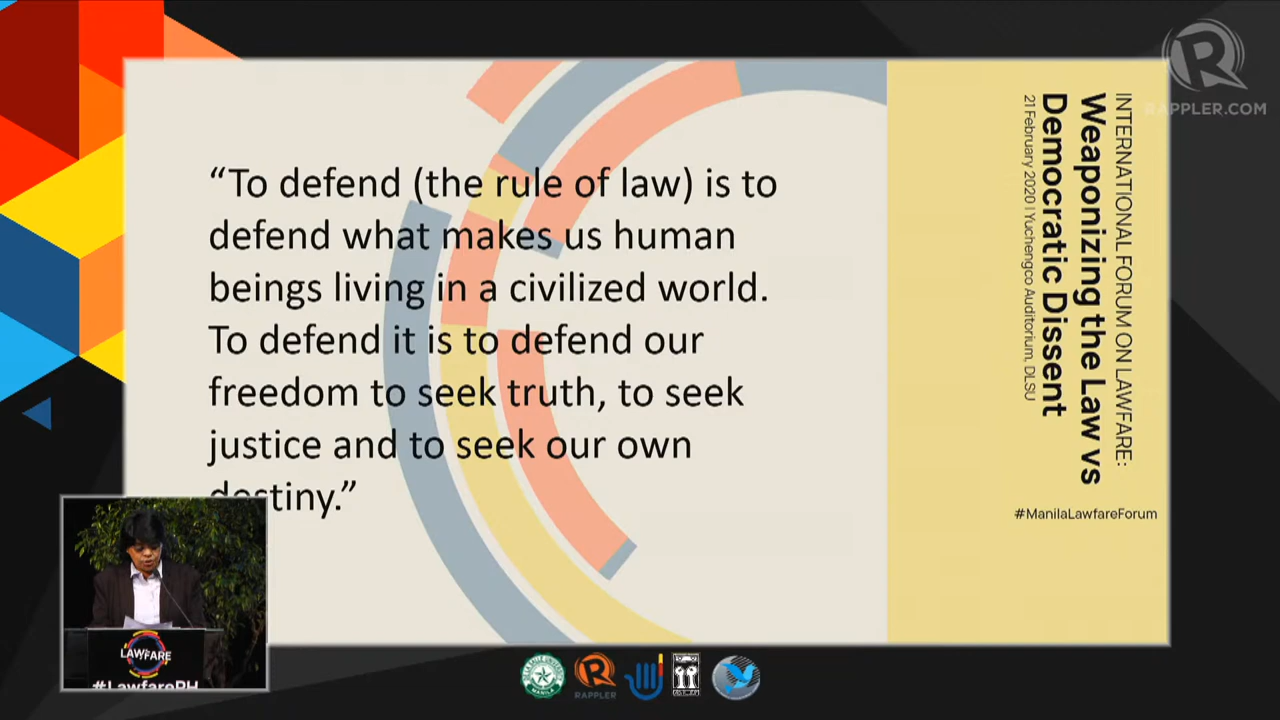 “To defend (the rule of law) is to
defend what makes us human
beings living in a civilized world.
To defend it is to defend our
freedom to seek truth, to seek
justice and to seek our own
destiny.”
INTERNATIONAL FORUM ON LAWFARE:
Weaponizing the Law vs
Democratic Dissent
21 February 2020 | Yuchengco Auditorium, DLSU
#ManilaLawfareForum
RAPPLER.COM
LAWFARE
#LawfarePH
RAPPLER